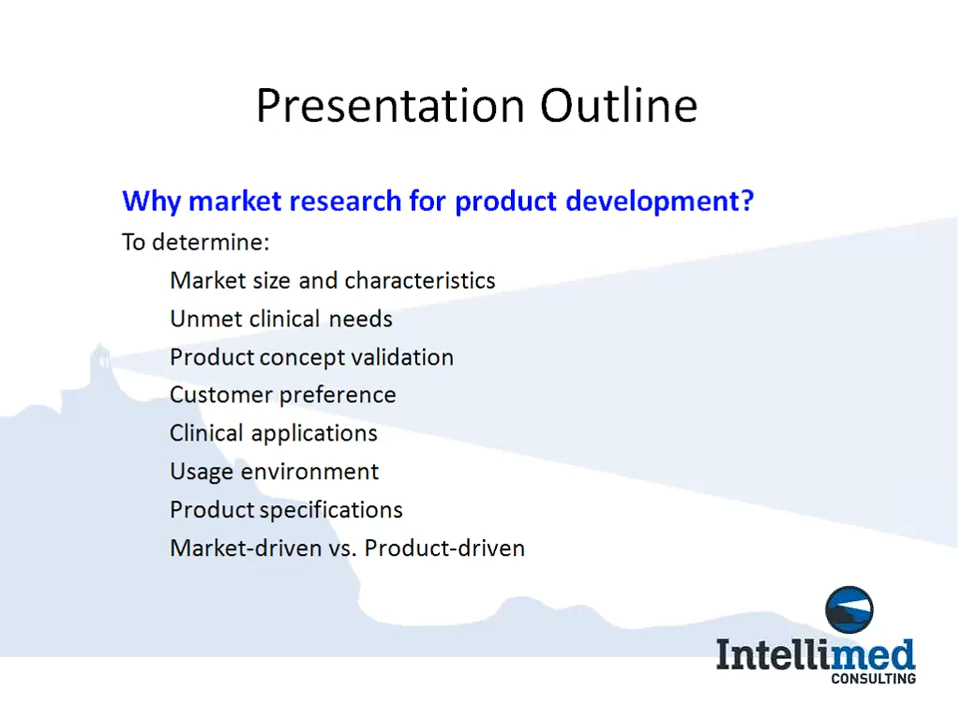 Presentation Outline
Why market research for product development?
To determine:
Market size and characteristics
Unmet clinical needs
Product concept validation
Customer preference
Clinical applications
Usage environment
Product specifications
Market-driven vs. Product-driven
Intellimed
CONSULTING